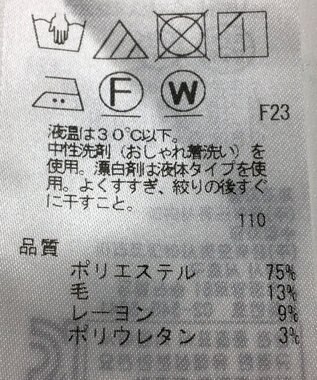 F W
F23
液温は30℃以下。
中性洗剤（おしゃれ着洗い）を
使用。漂白剤は液体タイプを使
用。よくすすぎ、絞りの後すぐ
に干すこと。
110
品質
ポリエステル 75%
毛 13%
レーヨン 9%
ポリウレタン 3%